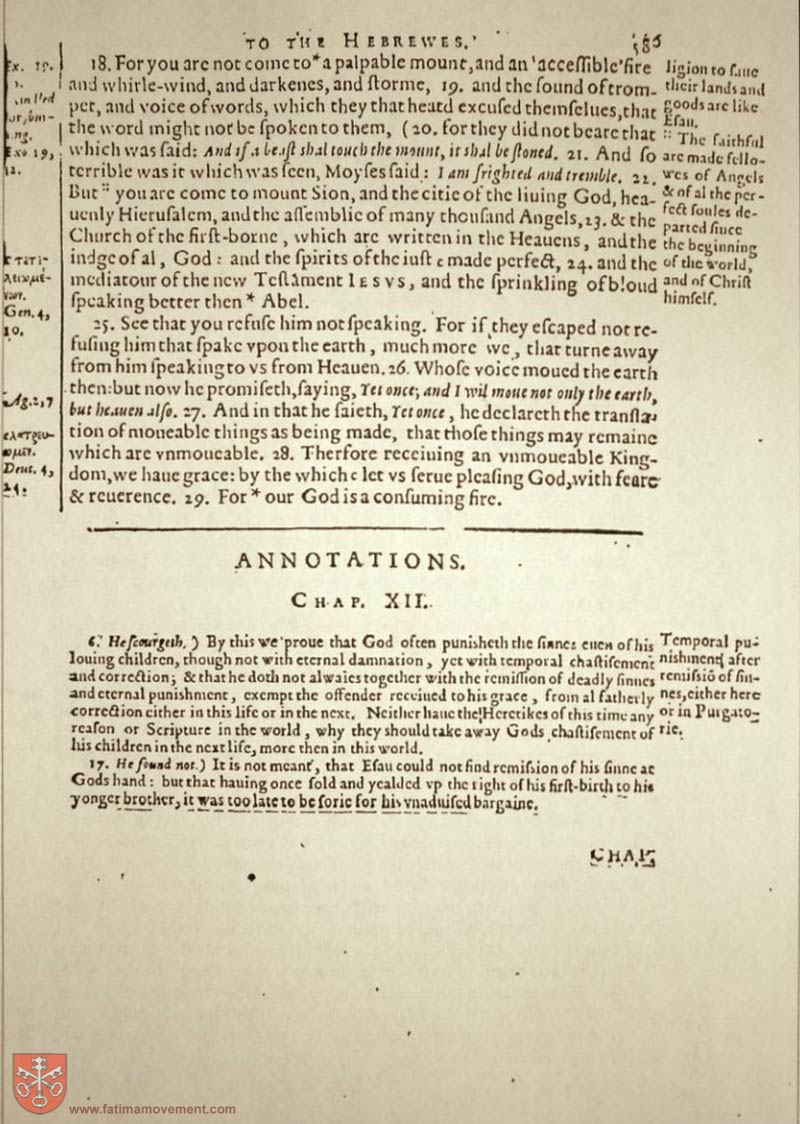 TO THE HEBREWES.
18. For you are not come to * a palpable mount, and an 'accessible' fire
and whirle-wind, and darkenes, and storme, 19. and the sound of trom-
pet, and voice of words, which they that heard excused themselues, that
the word might not be spoken to them, (20. for they did not beare that
which was said: And if a beast shal touch the mount, it shal be stoned. 21. And so
terrible was it which was seen, Moyses said: I am frighted and tremble. 22.
But :: you are come to mount Sion, and the citie of the liuing God, hea-
uenly Hierusalem, and the assemblie of many thousand Angels, 23. & the
Church of the first-borne, which are written in the Heauens, and the
iudge of al, God: and the spirits of the iust made perfect, 24. and the
mediatour of the new Testament IESVS, and the sprinkling of bloud
speaking better then * Abel.
25. See that you refuse him not speaking. For if they escaped not re-
fusing him that spake vpon the earth, much more we, that turne away
from him speaking to vs from Heauen. 26. Whose voice moued the earth
then: but now he promiseth, saying, Yet once; and I wil moue not only the earth,
but heauen also. 27. And in that he saieth, Yet once, he declareth the transla-
tion of moueable things as being made, that those things may remaine
which are vnmoueable. 28. Therfore receiuing an vnmoueable King-
dom, we haue grace: by the which let vs serue pleasing God, with feare
& reuerence. 29. For * our God is a consuming fire.
Exo 19,
12.
Gen. 4,
10.
Ag. 2, 7
Deut. 4,
24.
ligion to saue
their lands and
goods are like
Esau.
:: The faithful
are made fello-
wes of Angels
& of al the per-
fect soules de-
parted since
the beginning
of the world,
and of Christ
himself.
ANNOTATIONS.
CHAP. XII.
6. He scourgeth.) By this we proue that God often punisheth the sinnes euen of his
louing children, though not with eternal damnation, yet with temporal chastisement
and correction; & that he doth not alwaies together with the remission of deadly sinnes
and eternal punishment, exempt the offender receiued to his grace, from al fatherly
correction either in this life or in the next. Neither haue the Heretikes of this time any
reason or Scripture in the world, why they should take away Gods chastisement of
his children in the next life, more then in this world.
17. He found not.) It is not meant, that Esau could not find remission of his sinne at
Gods hand: but that hauing once sold and yealded vp the right of his first-birth to his
yonger brother, it was too late to be sorie for his vnaduised bargaine.
Temporal pu-
nishment after
remissiō of sin-
nes, either here
or in Purgato-
rie.
CHAP.
www.fatimamovement.com